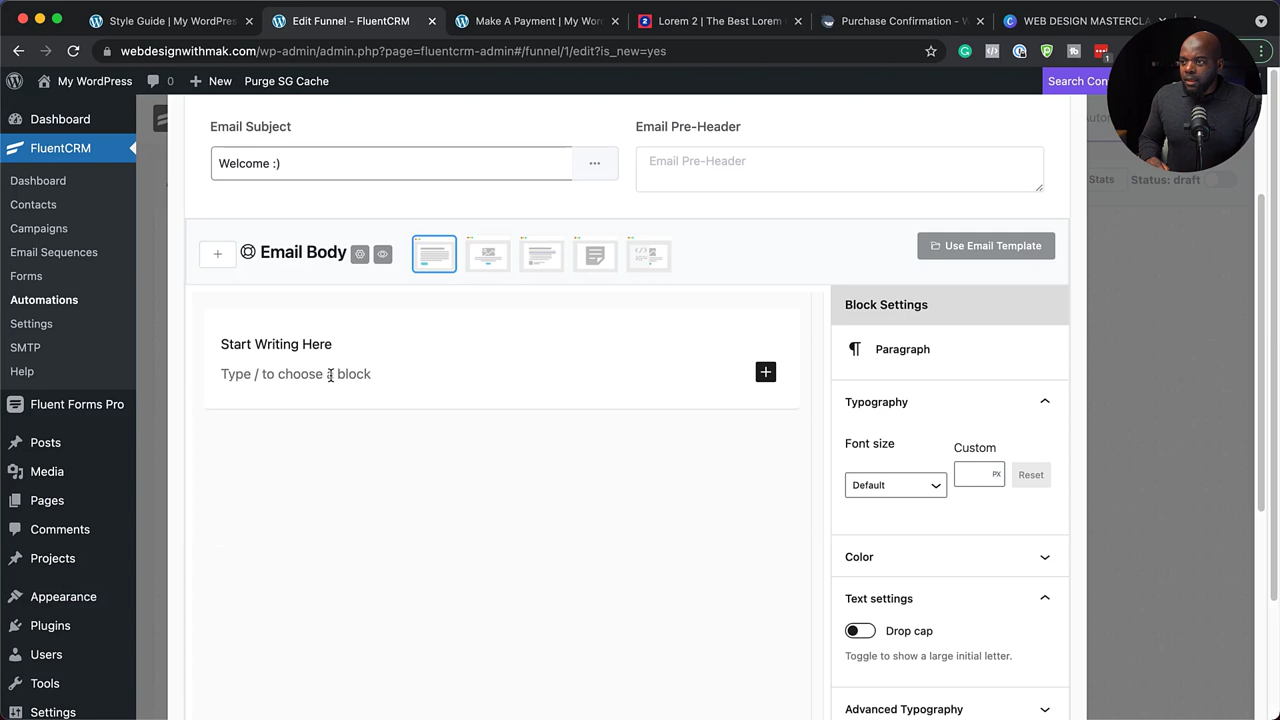 Style Guide | My WordPress
Edit Funnel - FluentCRM
Make A Payment | My Wor
Lorem 2 | The Best Lorem
Purchase Confirmation - W
WEB DESIGN MASTERCLA
webdesignwithmak.com/wp-admin/admin.php?page=fluentcrm-admin#/funnel/1/edit?is_new=yes
1
My WordPress
0
New
Purge SG Cache
Search Con
Dashboard
FluentCRM
Dashboard
Contacts
Campaigns
Email Sequences
Forms
Automations
Settings
SMTP
Help
Fluent Forms Pro
Posts
Media
Pages
Comments
Projects
Appearance
Plugins
Users
Tools
Settings
Email Subject
Welcome :)
Email Pre-Header
Email Pre-Header
Stats
Status: draft
Email Body
Use Email Template
Start Writing Here
Type / to choose a block
Block Settings
Paragraph
Typography
Font size
Custom
Default
PX
Reset
Color
Text settings
Drop cap
Toggle to show a large initial letter.
Advanced Typography